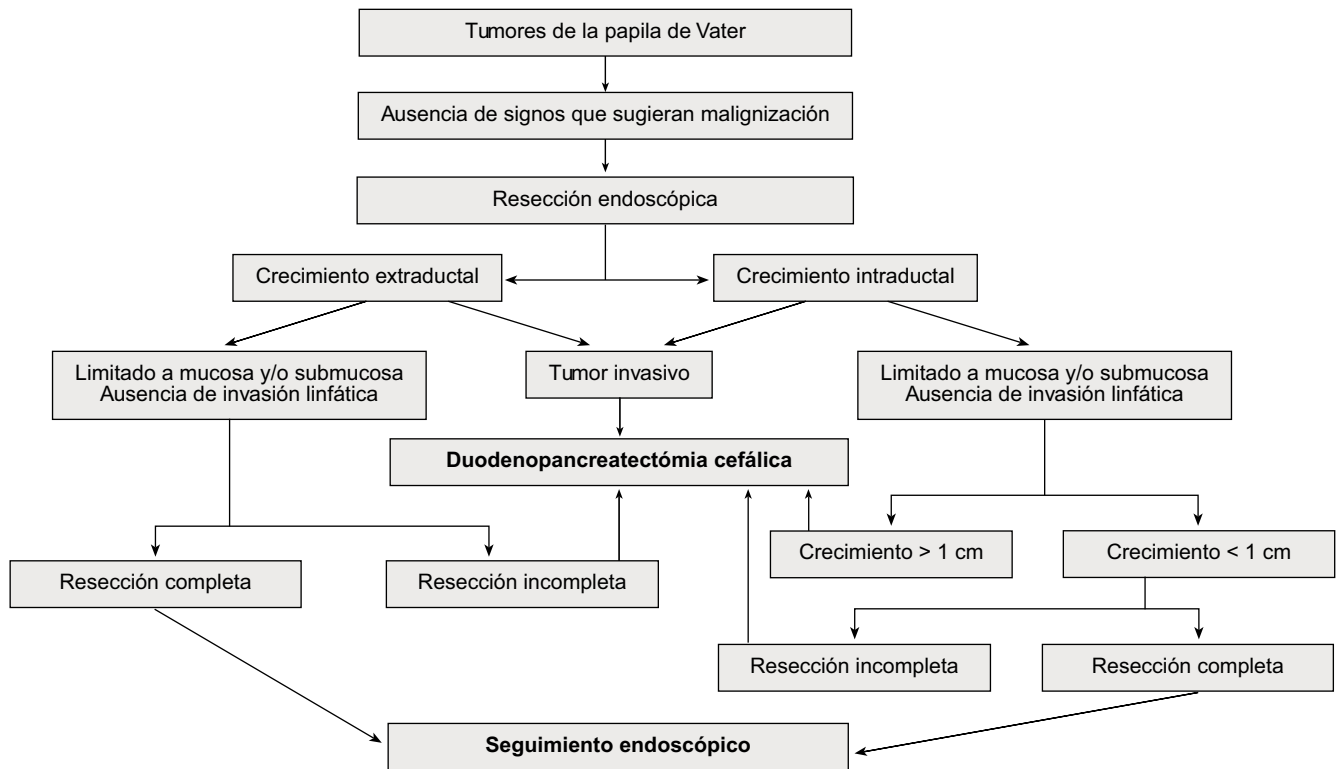 Tumores de la papila de Vater
Ausencia de signos que sugieran malignización
Resección endoscópica
Crecimiento extraductal
Crecimiento intraductal
Limitado a mucosa y/o submucosa
Ausencia de invasión linfática
Tumor invasivo
Limitado a mucosa y/o submucosa
Ausencia de invasión linfática
Duodenopancreatectómia cefálica
Crecimiento > 1 cm
Crecimiento < 1 cm
Resección completa
Resección incompleta
Resección incompleta
Resección completa
Seguimiento endoscópico